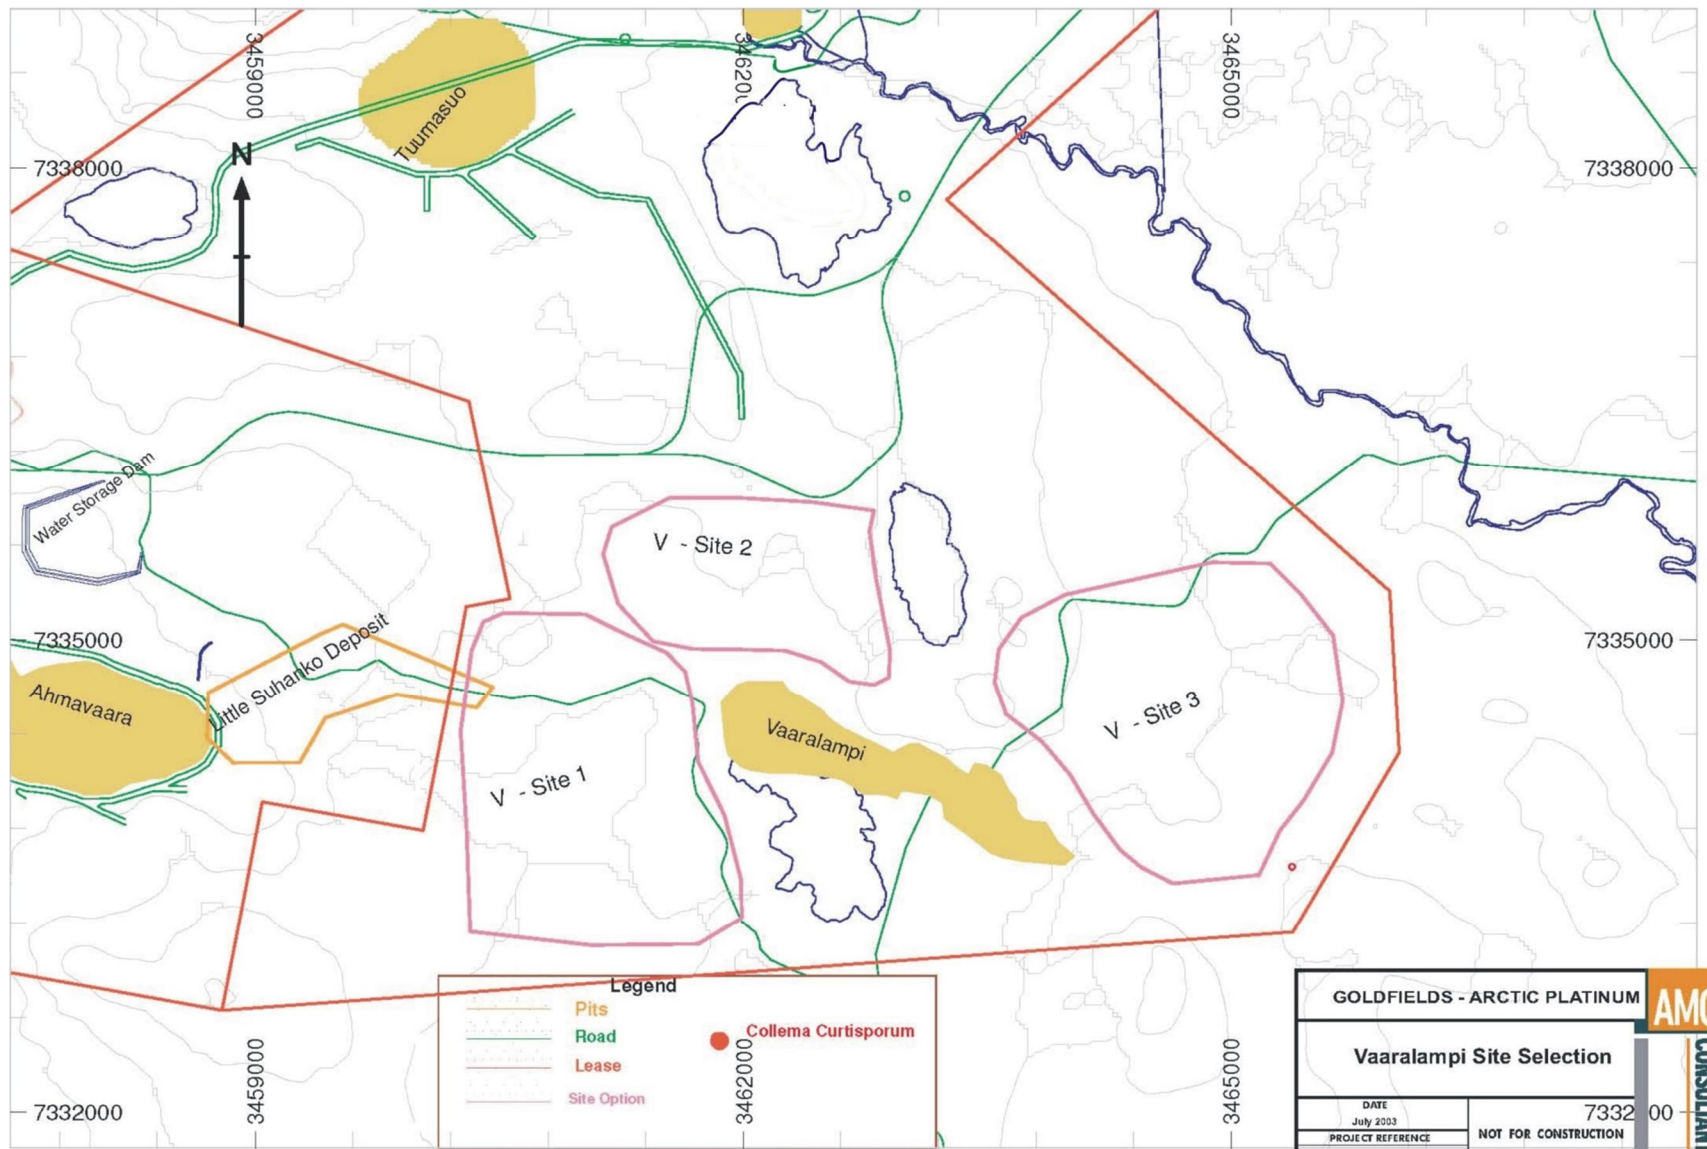 3459000
3465000
N
Tuumasuo
7338000
7338000
Water Storage Dam
V - Site 2
7335000
7335000
Little Suhanko Deposit
Ahmavaara
V - Site 3
Vaaralampi
V - Site 1
Legend
Pits
Road
Lease
Site Option
Collema Curtisporum
3459000
3462000
3465000
7332000
GOLDFIELDS - ARCTIC PLATINUM
Vaaralampi Site Selection
DATE
July 2003
PROJECT REFERENCE
NOT FOR CONSTRUCTION